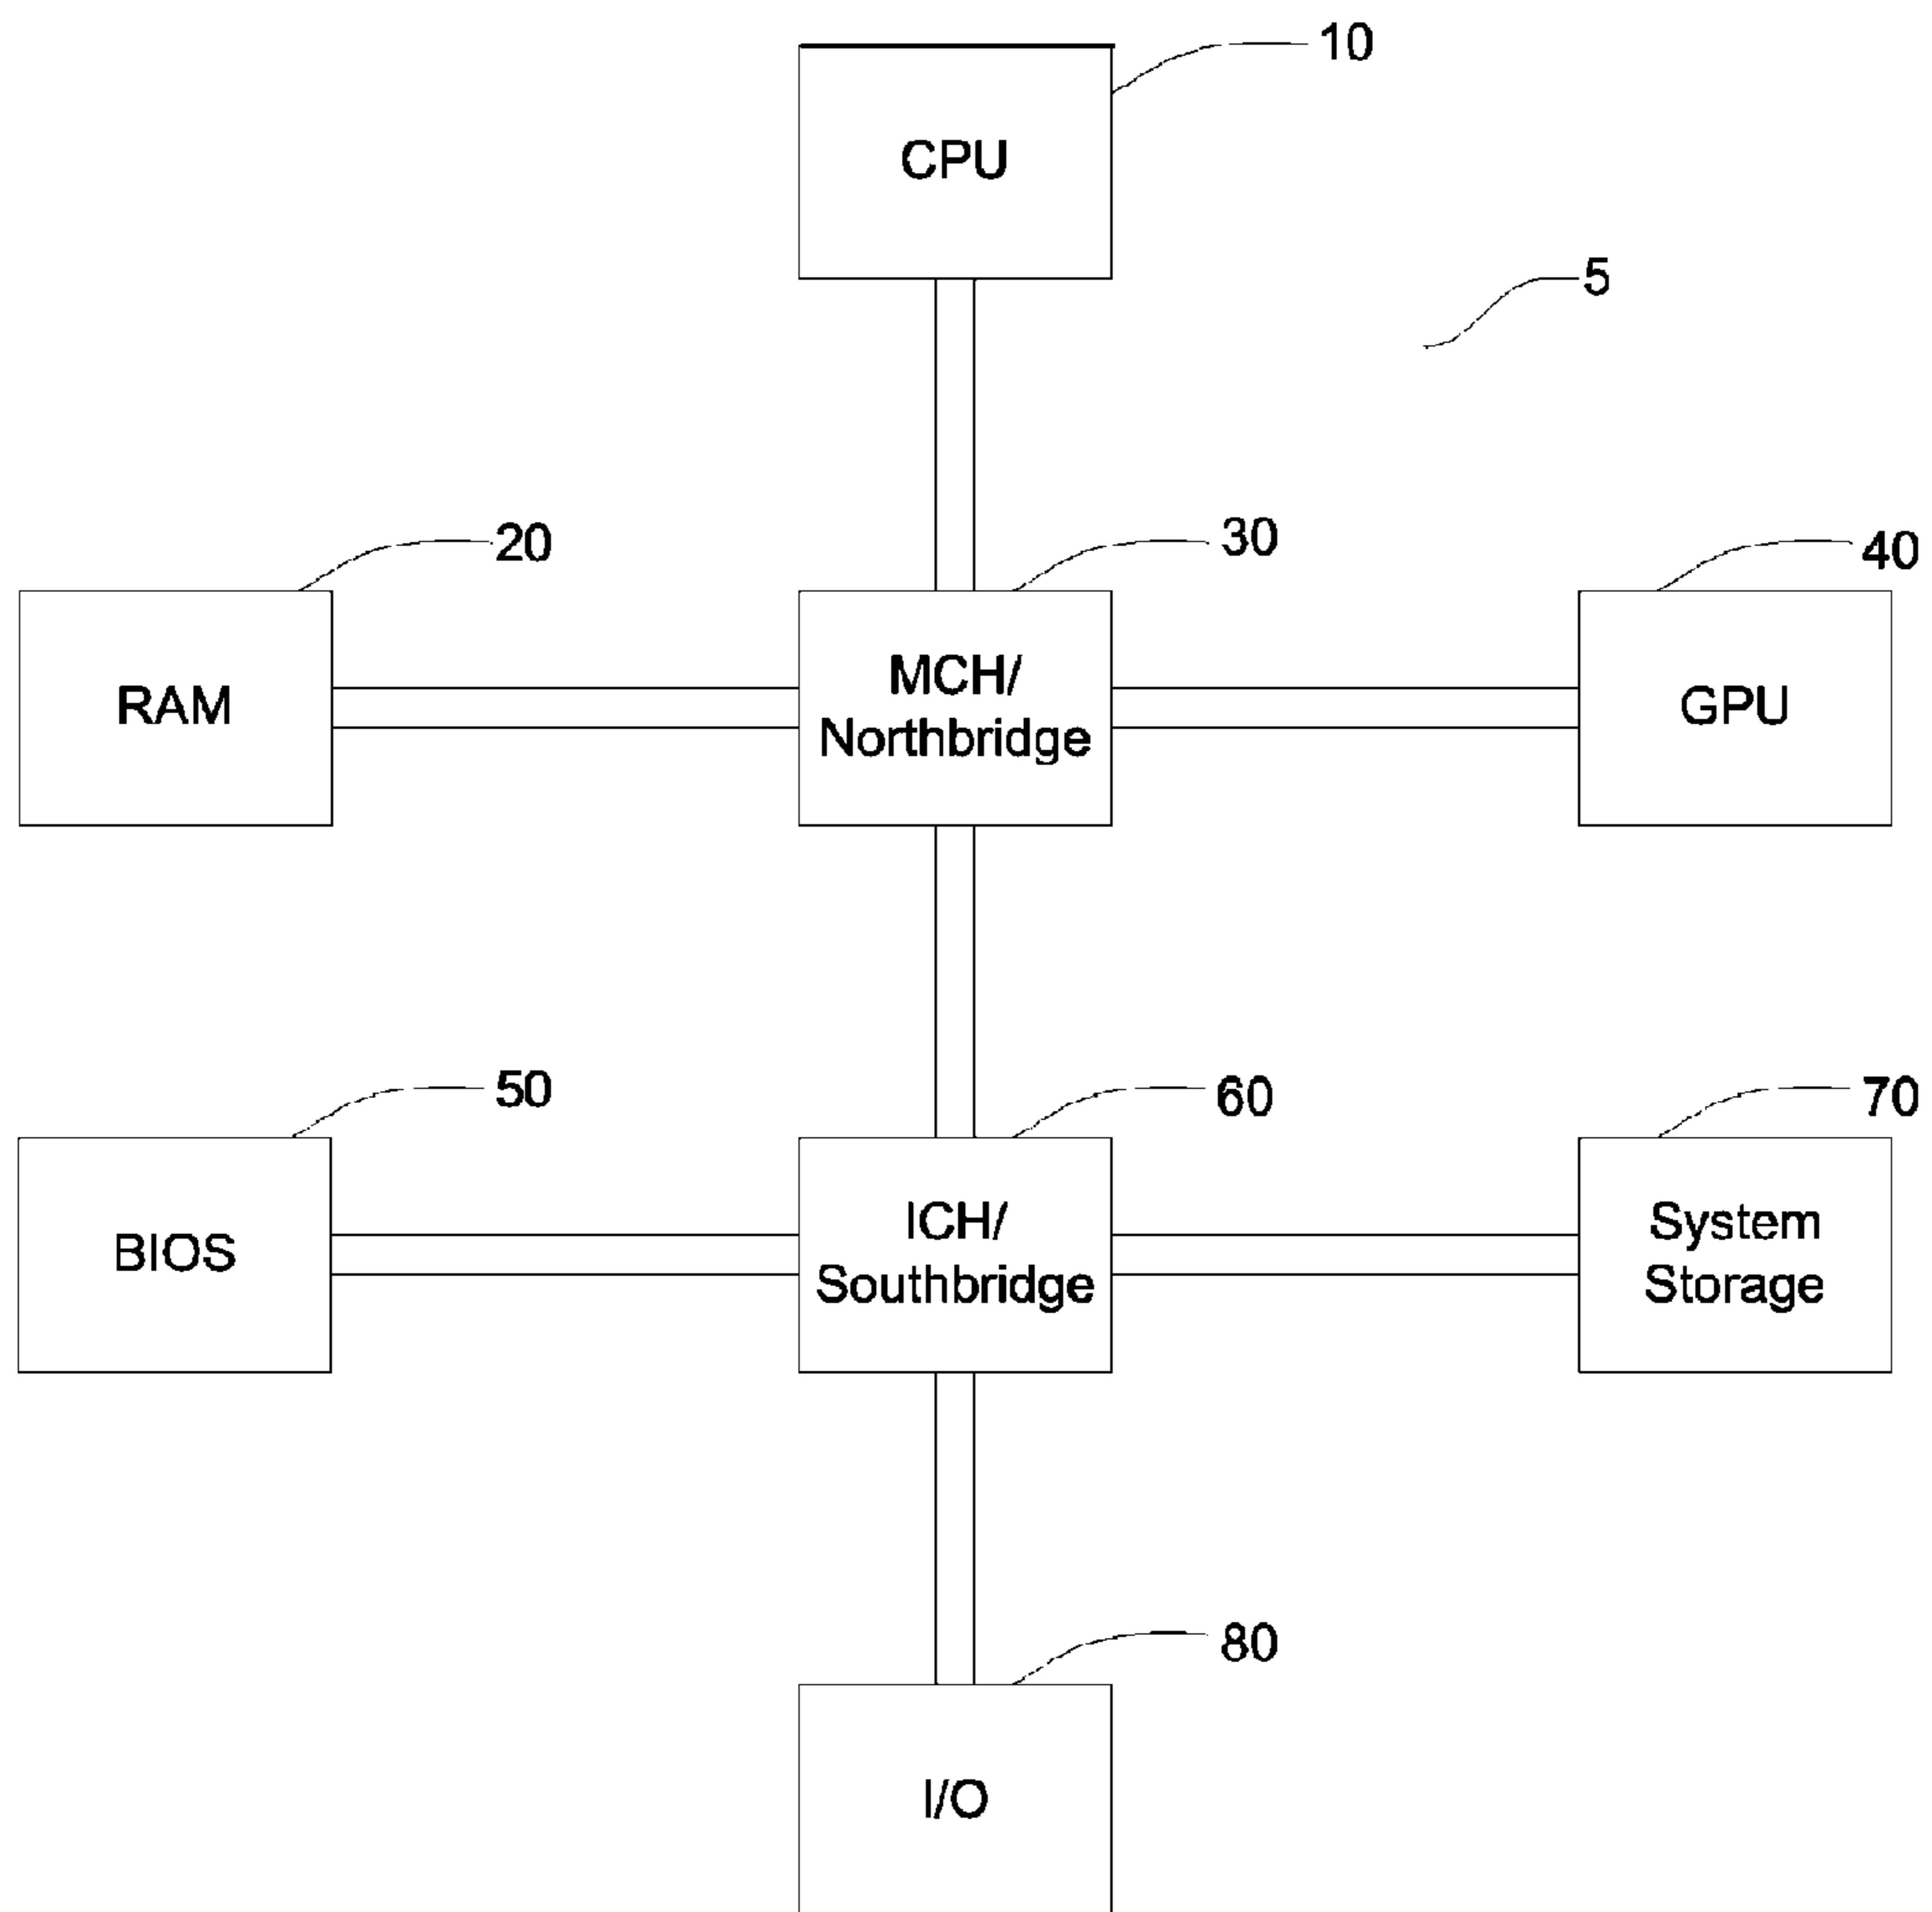 10
CPU
5
20
30
40
RAM
MCH/
Northbridge
GPU
50
60
70
BIOS
ICH/
Southbridge
System
Storage
80
I/O